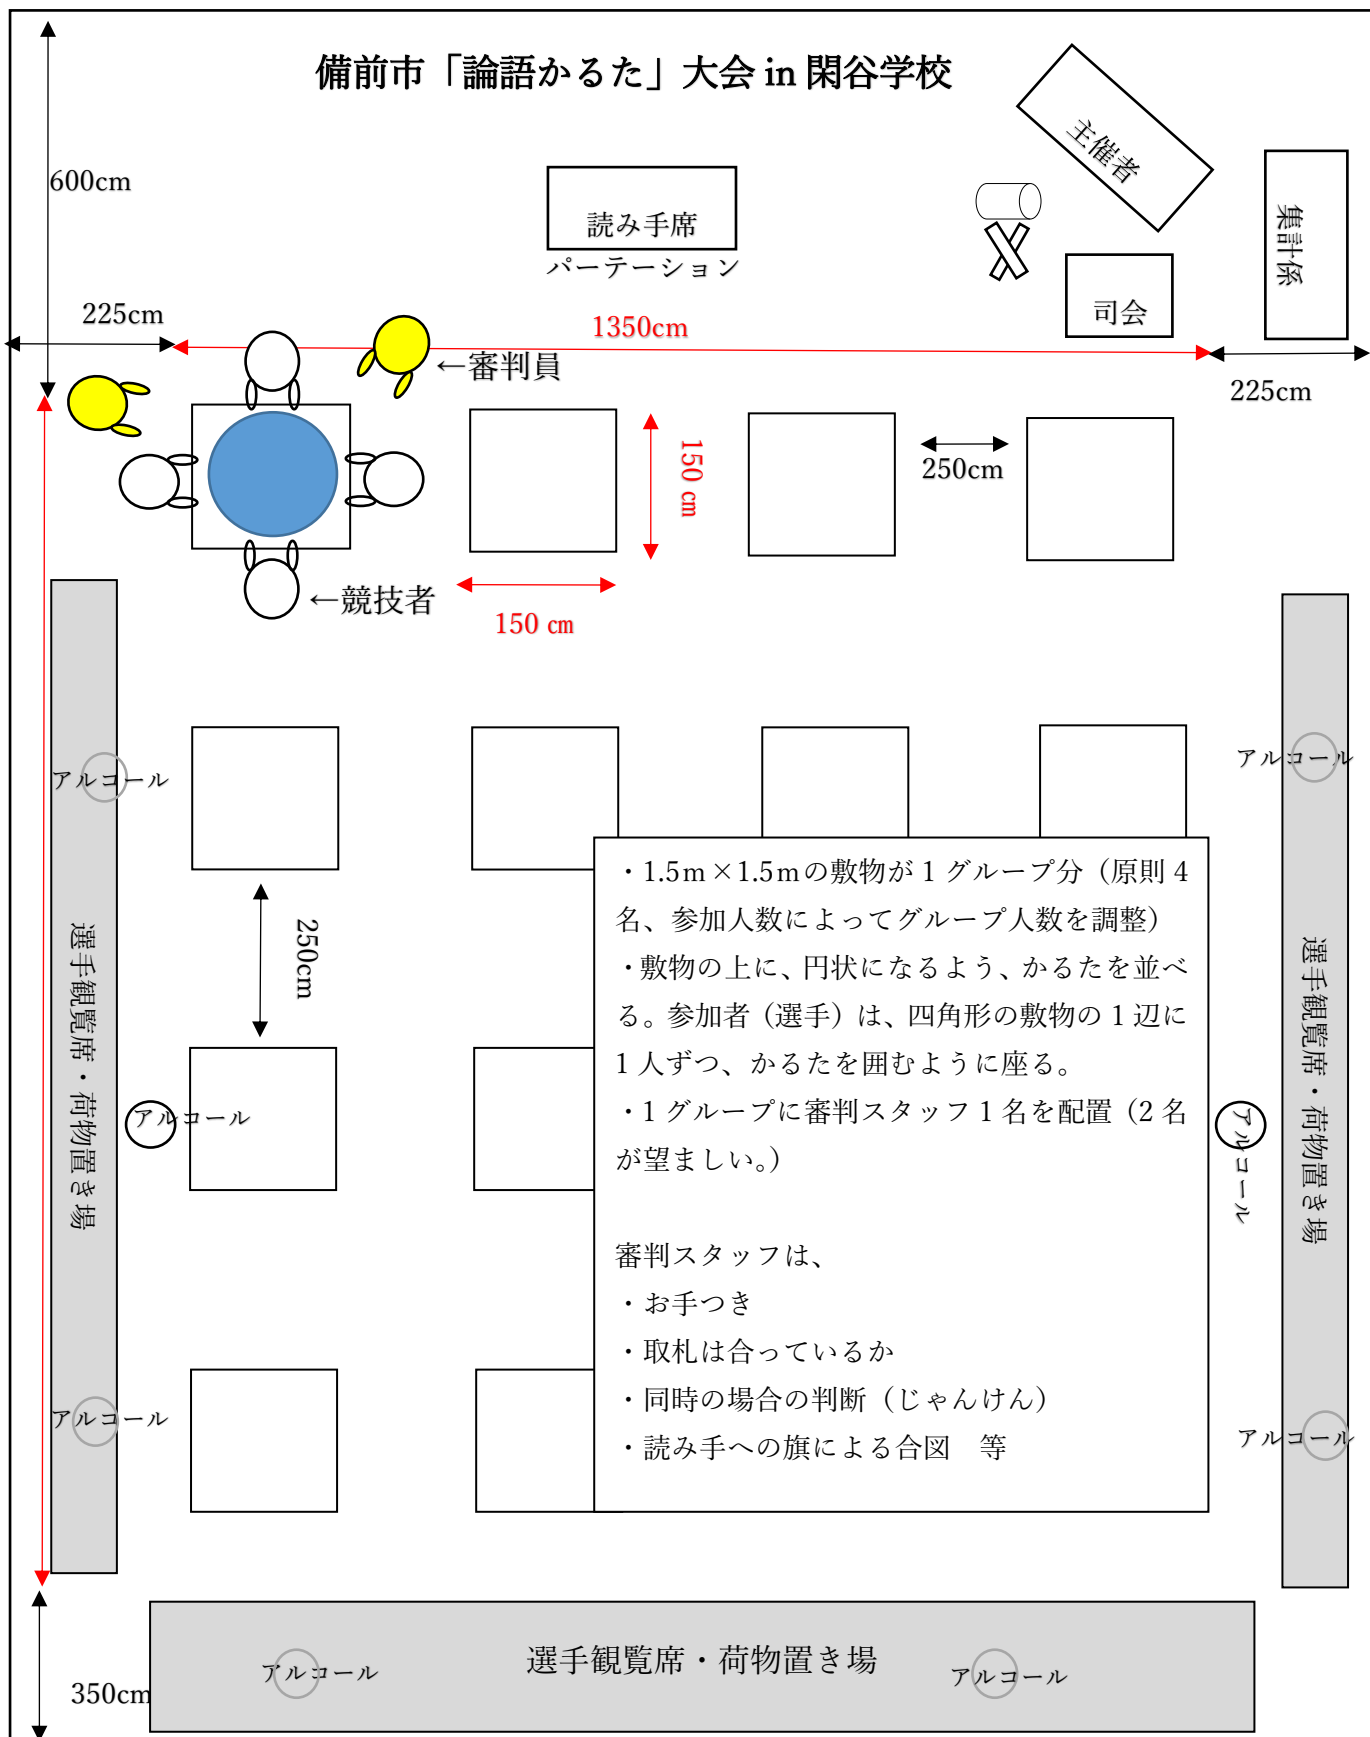 備前市「論語かるた」大会 in 閑谷学校
主催者
600cm
読み手席
集計係
パーテーション
司会
225cm
1350cm
←審判員
225cm
150 ㎝
250cm
←競技者
150 ㎝
アルコール
アルコール
・1.5ｍ×1.5ｍの敷物が 1 グループ分（原則 4
名、参加人数によってグループ人数を調整）
・敷物の上に、円状になるよう、かるたを並べ
る。参加者（選手）は、四角形の敷物の 1 辺に
1 人ずつ、かるたを囲むように座る。
・1 グループに審判スタッフ 1 名を配置（2 名
が望ましい。）
審判スタッフは、
・お手つき
・取札は合っているか
・同時の場合の判断（じゃんけん）
・読み手への旗による合図　等
250cm
選手観覧席・荷物置き場
選手観覧席・荷物置き場
アルコール
アルコール
アルコール
アルコール
選手観覧席・荷物置き場
アルコール
アルコール
350cm